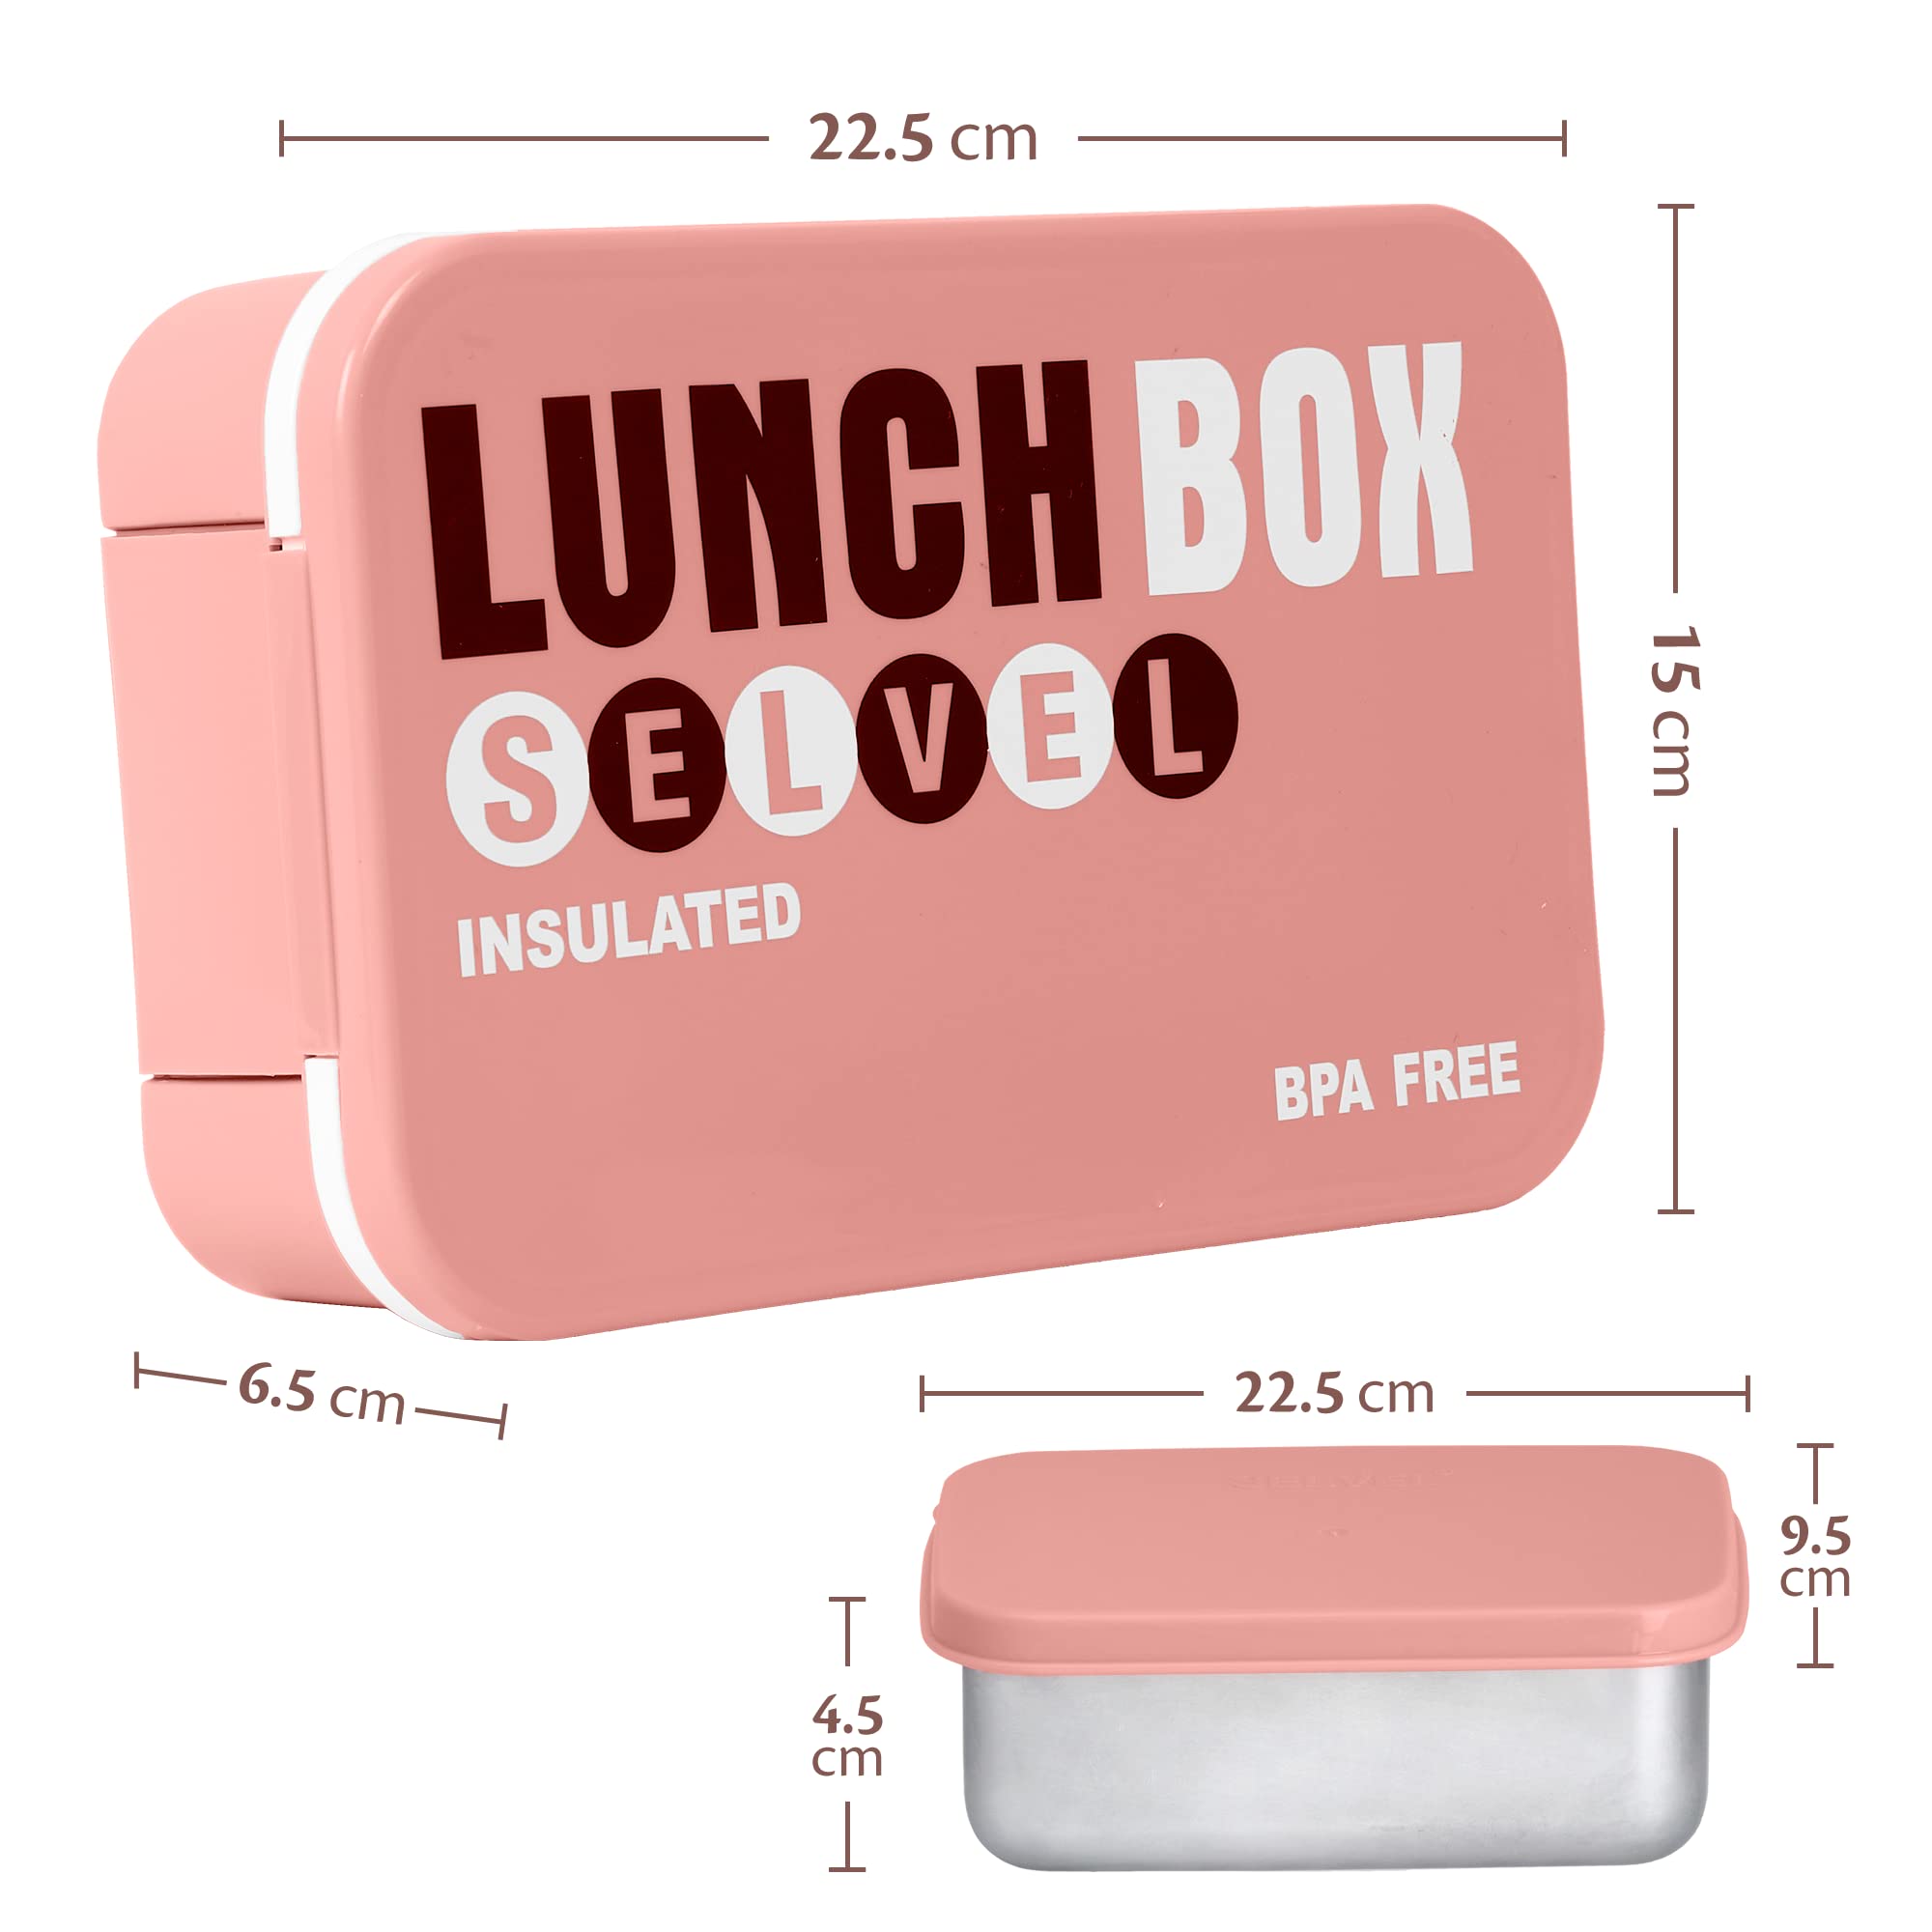 22.5 cm
LUNCH BOX
SELVEL
INSULATED
BPA FREE
15 cm
6.5 cm
22.5 cm
9.5
cm
4.5
cm